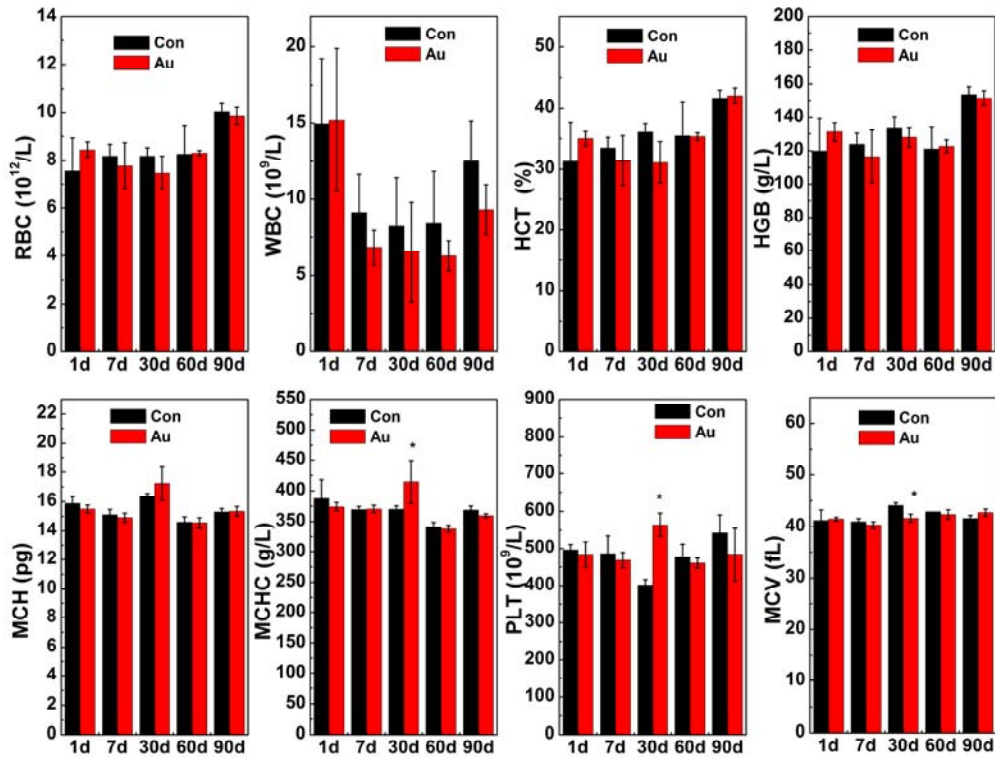 RBC (10^12/L)
14
12
10
8
6
4
2
0
Con
Au
1d 7d 30d 60d 90d
WBC (10^9/L)
20
15
10
5
0
Con
Au
1d 7d 30d 60d 90d
HCT (%)
50
40
30
20
10
0
Con
Au
1d 7d 30d 60d 90d
HGB (g/L)
200
180
160
140
120
100
80
60
40
20
0
Con
Au
1d 7d 30d 60d 90d
MCH (pg)
22
20
18
16
14
12
10
8
6
4
2
0
Con
Au
1d 7d 30d 60d 90d
MCHC (g/L)
550
500
450
400
350
300
250
200
150
100
50
0
Con
Au
*
1d 7d 30d 60d 90d
PLT (10^9/L)
900
800
700
600
500
400
300
200
100
0
Con
Au
*
1d 7d 30d 60d 90d
MCV (fL)
60
50
40
30
20
10
0
Con
Au
*
1d 7d 30d 60d 90d